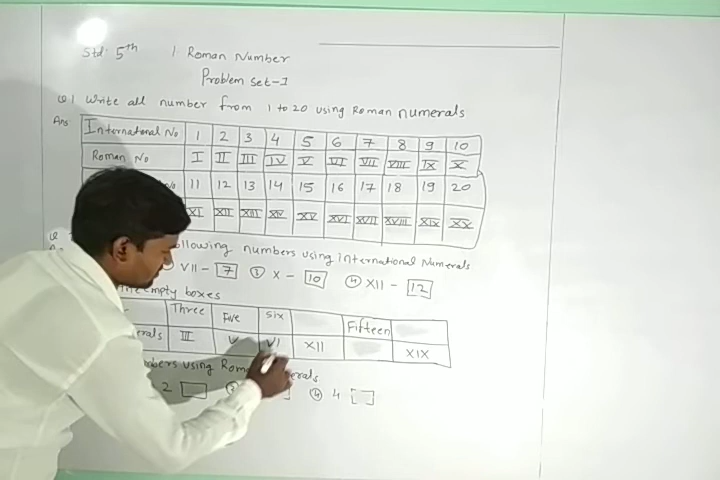 Std. 5th 1 Roman Number
Problem set-1
Q1 Write all number from 1 to 20 using Roman numerals
Ans
International No 1 2 3 4 5 6 7 8 9 10
Roman No I II III IV V VI VII VIII IX X
11 12 13 14 15 16 17 18 19 20
XI XII XIII XIV XV XVI XVII XVIII XIX XX
following numbers using International Numerals
VII - 7 ③ X - 10 ④ XII - 12
empty boxes
Three Five Six Fifteen
III V VI XII XIX
using
2 ④ 4